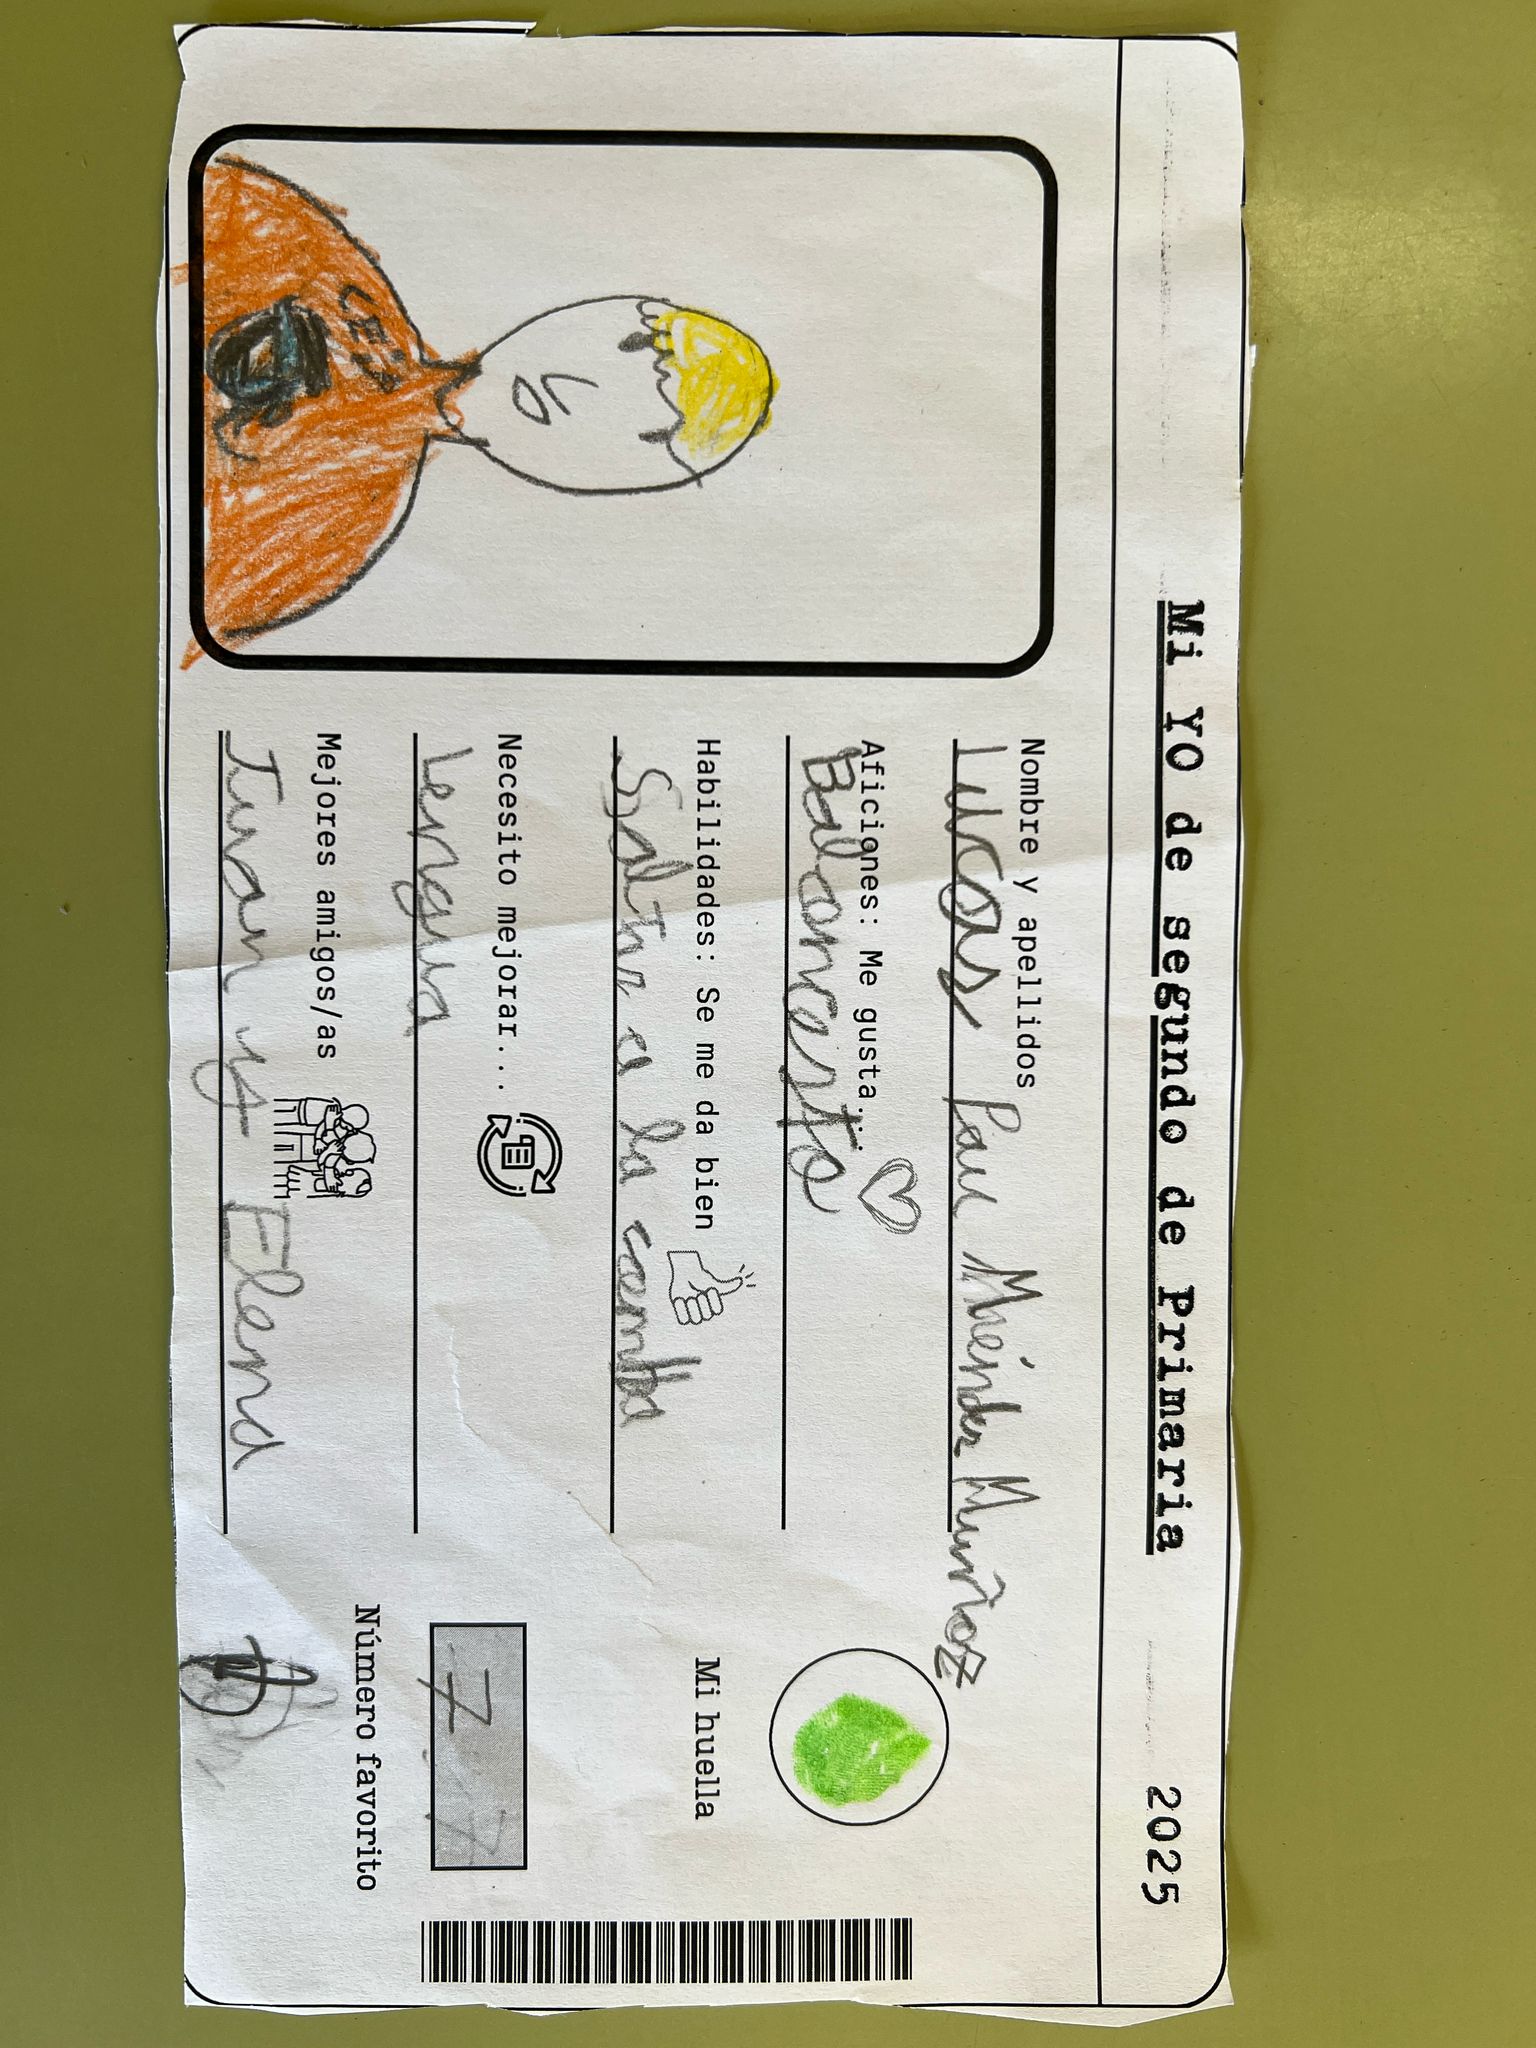 Mi YO de segundo de Primaria 2025
Nombre y apellidos
Lucas Pau Méndez Muñoz
Aficiones: Me gusta...
Baloncesto
Habilidades: Se me da bien
Saltar a la comba
Necesito mejorar...
Lengua
Mejores amigos/as
Juan y Elena
Mi huella
7
Número favorito